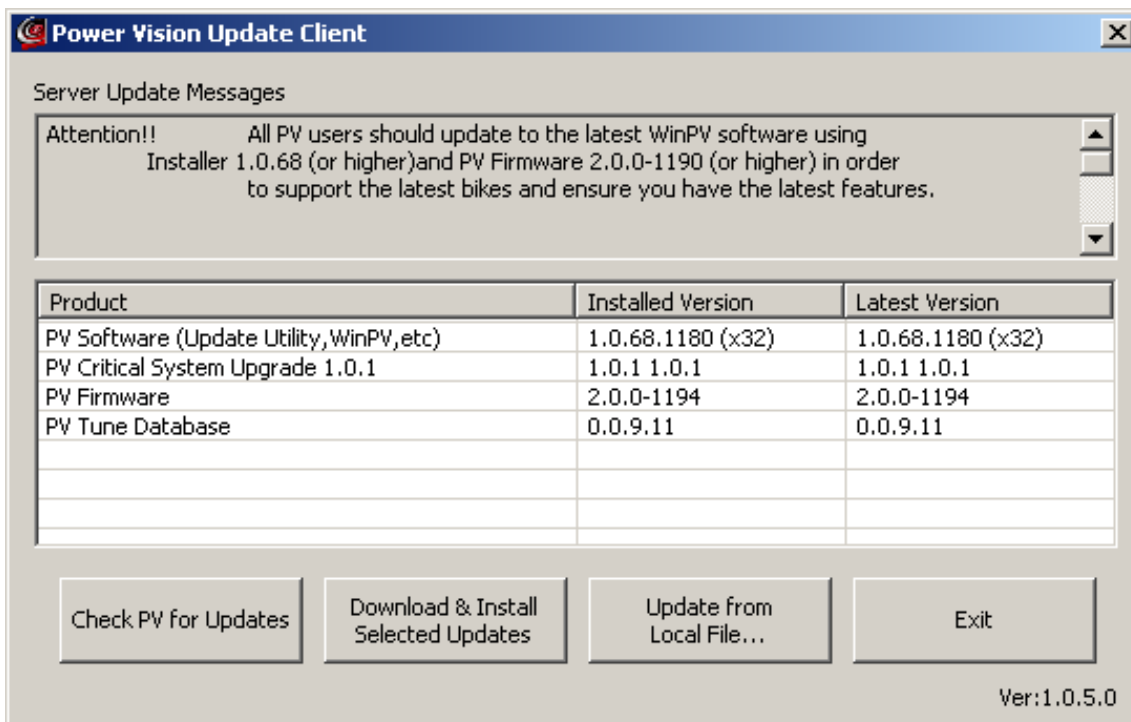 Power Vision Update Client
Server Update Messages
Attention!! All PV users should update to the latest WinPV software using
Installer 1.0.68 (or higher)and PV Firmware 2.0.0-1190 (or higher) in order
to support the latest bikes and ensure you have the latest features.
Product Installed Version Latest Version
PV Software (Update Utility,WinPV,etc) 1.0.68.1180 (x32) 1.0.68.1180 (x32)
PV Critical System Upgrade 1.0.1 1.0.1 1.0.1 1.0.1 1.0.1
PV Firmware 2.0.0-1194 2.0.0-1194
PV Tune Database 0.0.9.11 0.0.9.11
Check PV for Updates
Download & Install
Selected Updates
Update from
Local File...
Exit
Ver:1.0.5.0